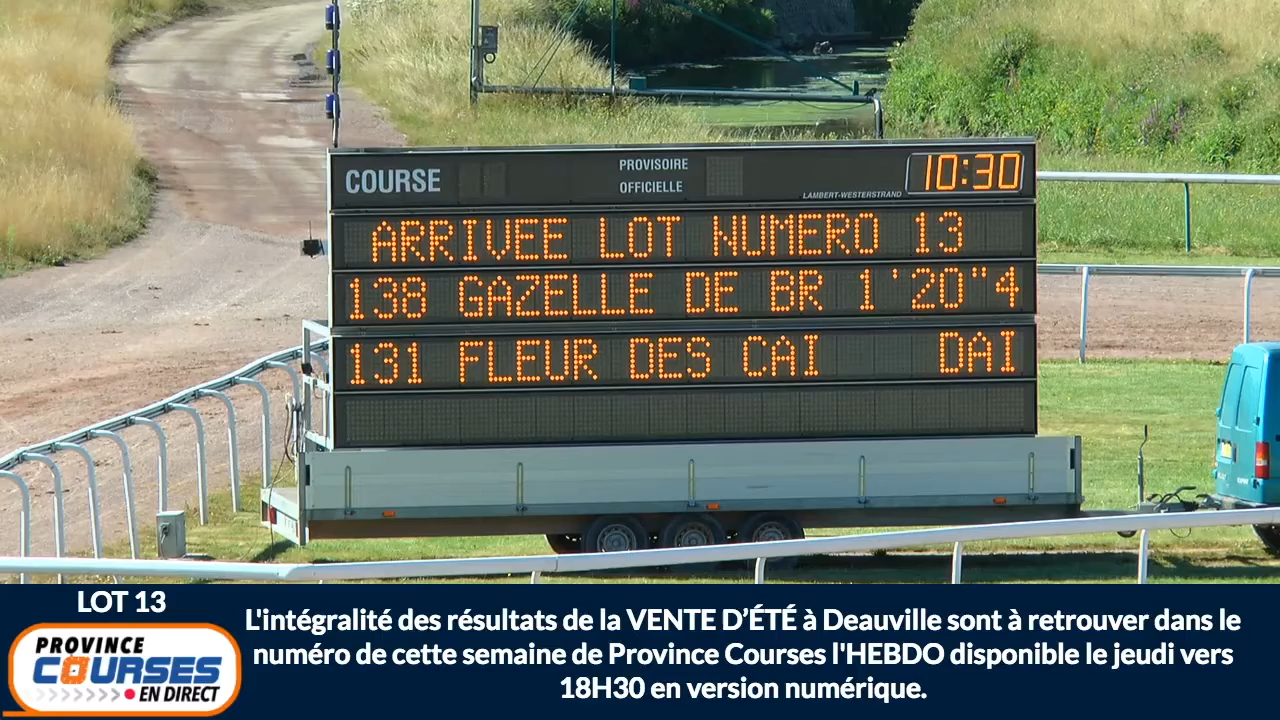 COURSE
PROVISOIRE
OFFICIELLE
LAMBERT-WESTERSTRAND
10:30
ARRIVEE LOT NUMERO 13
138 GAZELLE DE BR 1'20"4
131 FLEUR DES CAI DAI
LOT 13
PROVINCE
COURSES
EN DIRECT
L'intégralité des résultats de la VENTE D’ÉTÉ à Deauville sont à retrouver dans le
numéro de cette semaine de Province Courses l'HEBDO disponible le jeudi vers
18H30 en version numérique.